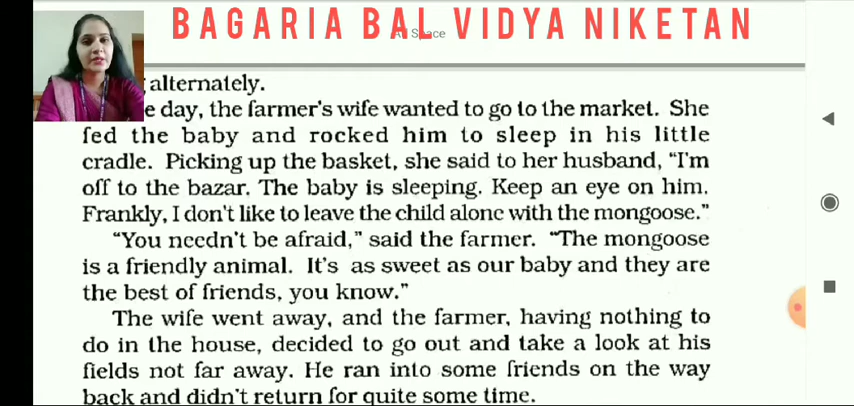 BAGARIA BAL VIDYA NIKETAN
alternately.
e day, the farmer's wife wanted to go to the market. She
fed the baby and rocked him to sleep in his little
cradle. Picking up the basket, she said to her husband, "I'm
off to the bazar. The baby is sleeping. Keep an eye on him.
Frankly, I don't like to leave the child alone with the mongoose."
"You needn't be afraid," said the farmer. "The mongoose
is a friendly animal. It's as sweet as our baby and they are
the best of friends, you know."
The wife went away, and the farmer, having nothing to
do in the house, decided to go out and take a look at his
fields not far away. He ran into some friends on the way
back and didn't return for quite some time.